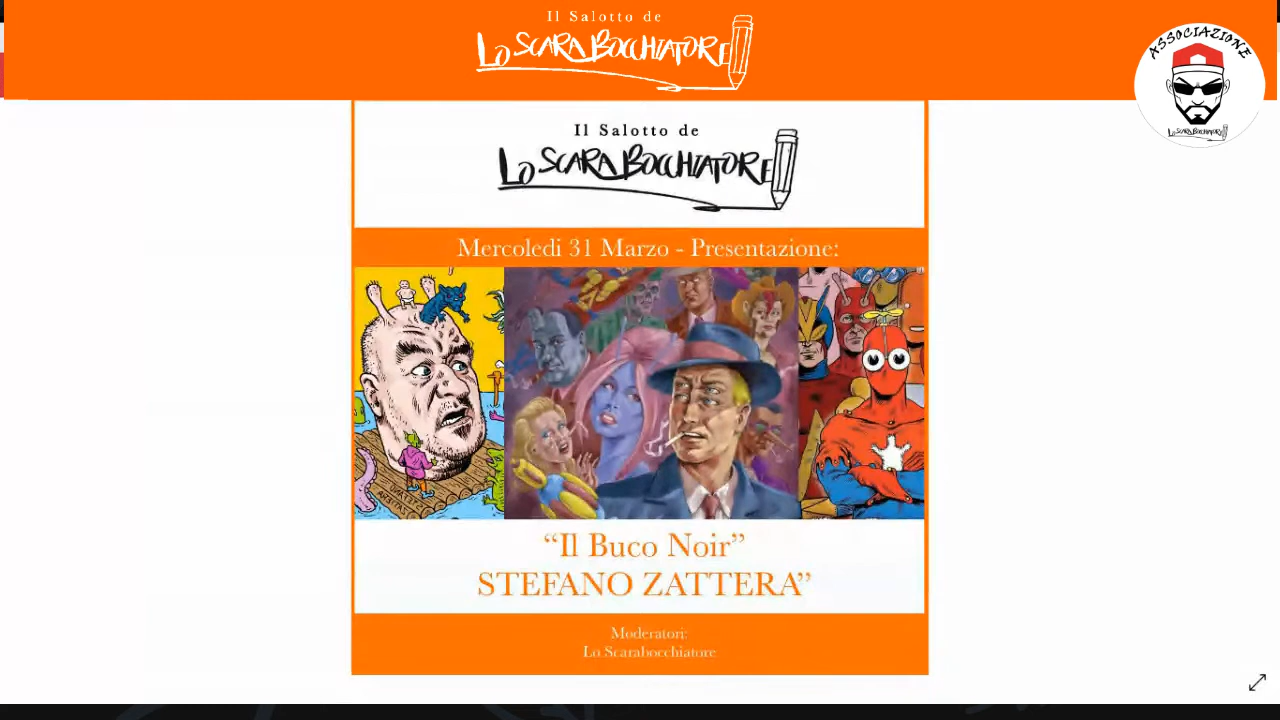 Il Salotto de
Lo SCARABOCCHIATORE
ASSOCIAZIONE
Lo SCARABOCCHIATORE
Il Salotto de
Lo SCARABOCCHIATORE
Mercoledi 31 Marzo - Presentazione:
“Il Buco Noir”
STEFANO ZATTERA”
Moderatori:
Lo Scarabocchiatore